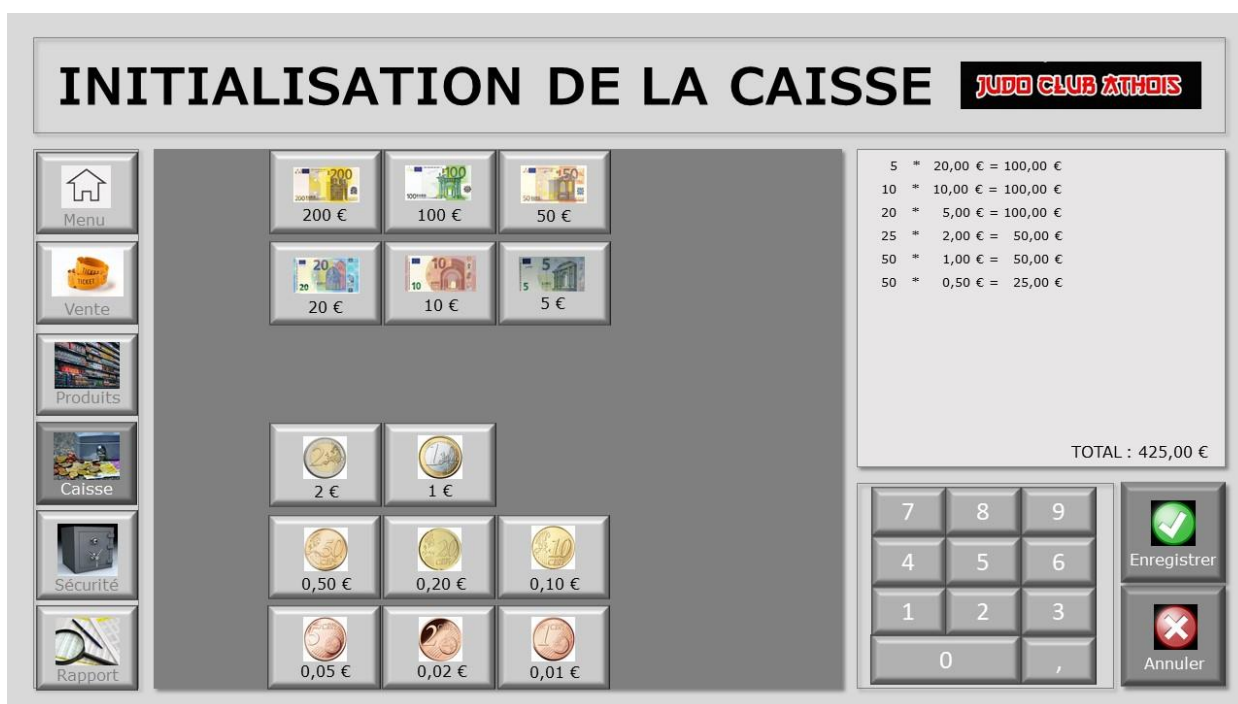 INITIALISATION DE LA CAISSE
JUDO CLUB ATHOIS
Menu
Vente
Produits
Caisse
Sécurité
Rapport
200 €
100 €
50 €
20 €
10 €
5 €
2 €
1 €
0,50 €
0,20 €
0,10 €
0,05 €
0,02 €
0,01 €
5 * 20,00 € = 100,00 €
10 * 10,00 € = 100,00 €
20 * 5,00 € = 100,00 €
25 * 2,00 € = 50,00 €
50 * 1,00 € = 50,00 €
50 * 0,50 € = 25,00 €
TOTAL : 425,00 €
7 8 9
4 5 6
1 2 3
0 ,
Enregistrer
Annuler